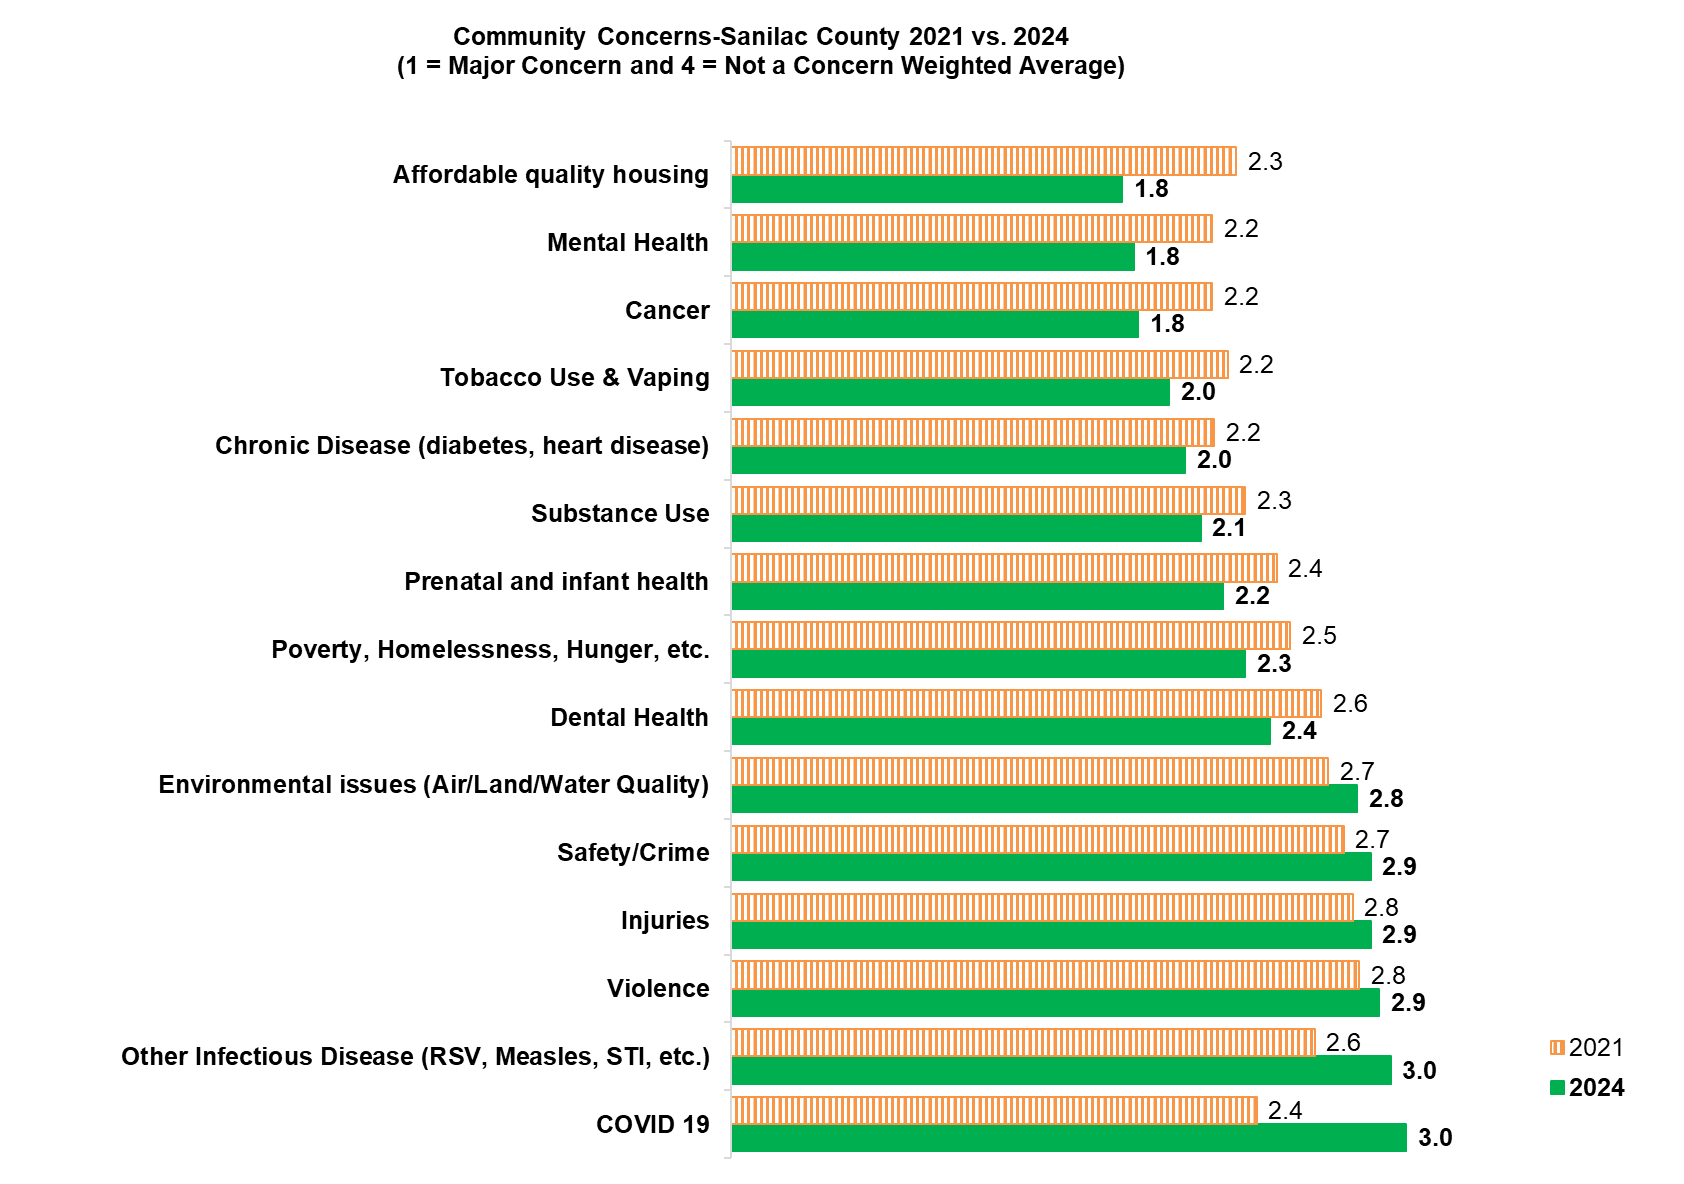 Community Concerns-Sanilac County 2021 vs. 2024
(1 = Major Concern and 4 = Not a Concern Weighted Average)
Affordable quality housing
2.3
1.8
Mental Health
2.2
1.8
Cancer
2.2
1.8
Tobacco Use & Vaping
2.2
2.0
Chronic Disease (diabetes, heart disease)
2.2
2.0
Substance Use
2.3
2.1
Prenatal and infant health
2.4
2.2
Poverty, Homelessness, Hunger, etc.
2.5
2.3
Dental Health
2.6
2.4
Environmental issues (Air/Land/Water Quality)
2.7
2.8
Safety/Crime
2.7
2.9
Injuries
2.8
2.9
Violence
2.8
2.9
Other Infectious Disease (RSV, Measles, STI, etc.)
2.6
3.0
COVID 19
2.4
3.0
2021
2024